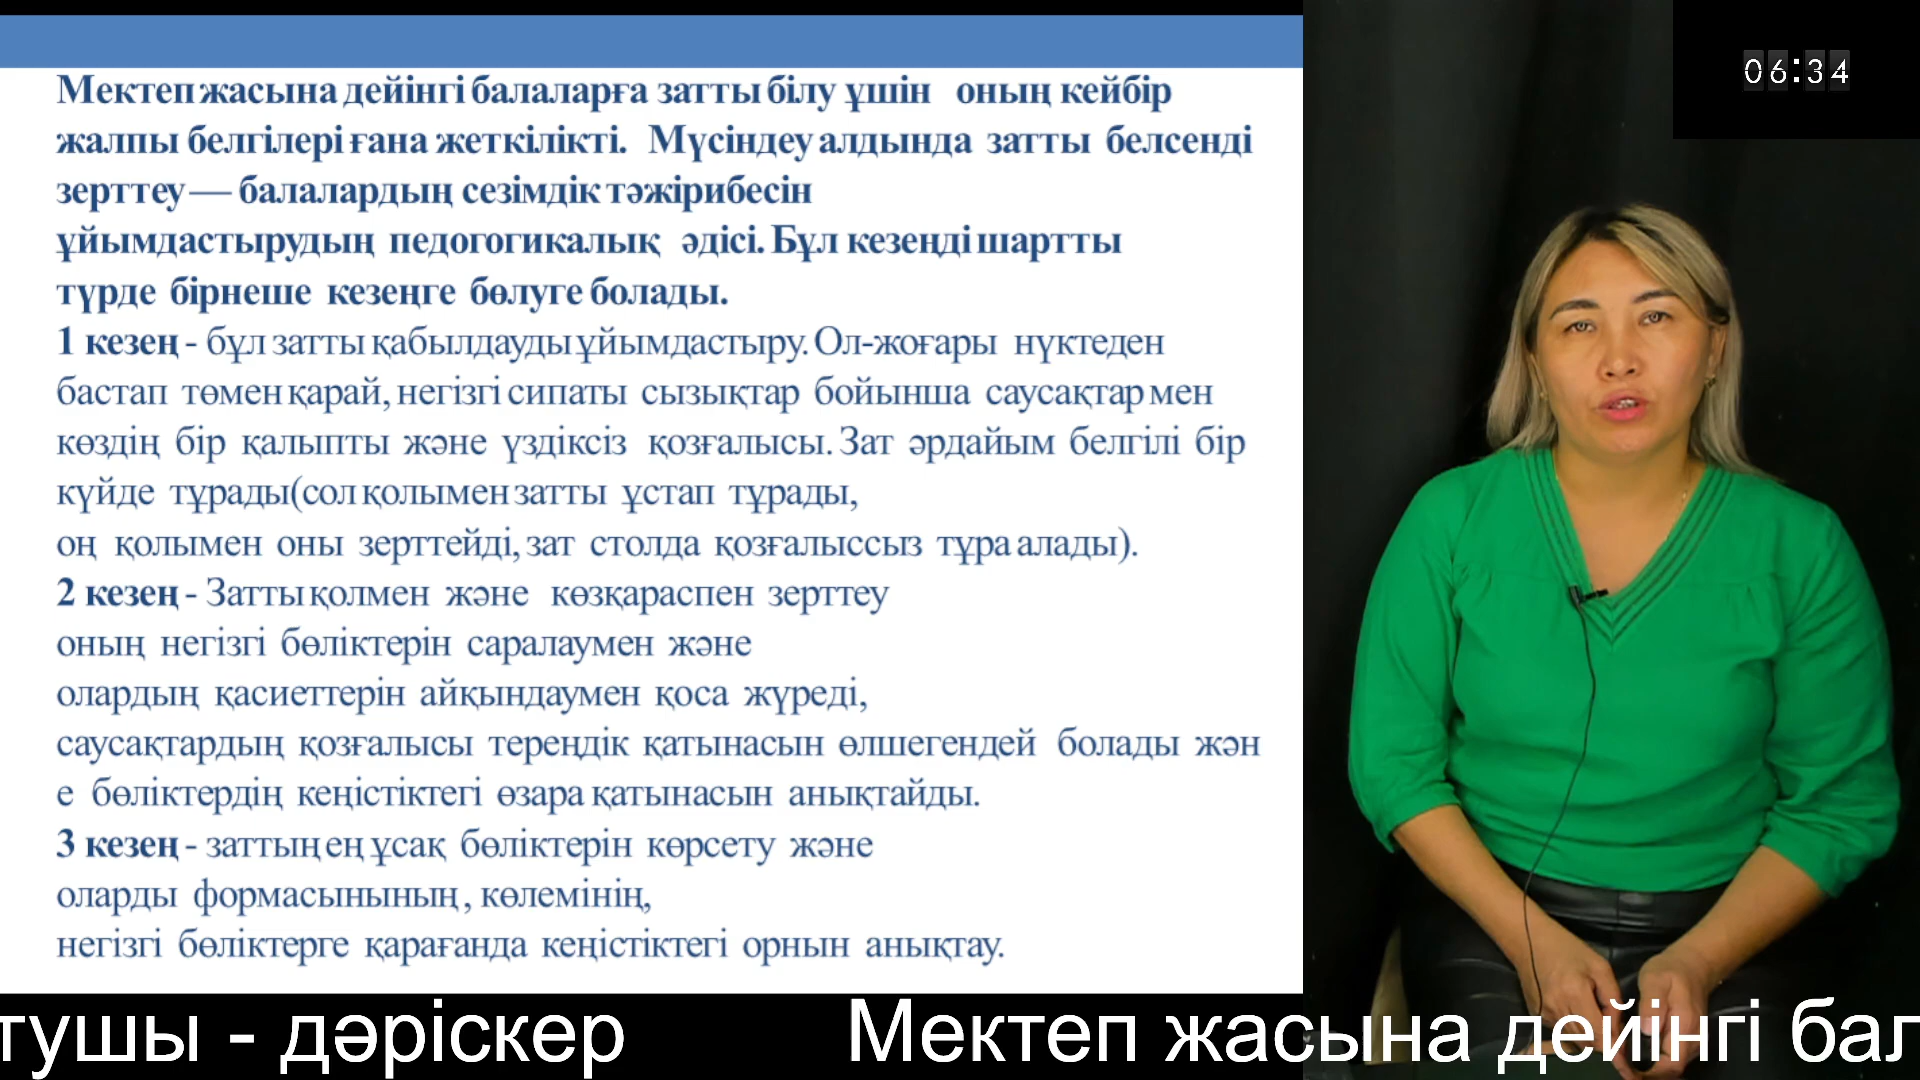 Мектеп жасына дейінгі балаларға затты білу ұшін оның кейбір
жалпы белгілері ғана жеткілікті. Мүсіндеу алдында затты белсенді
зерттеу — балалардың сезімдік тәжірибесін
ұйымдастырудың педогогикалық әдісі. Бұл кезеңді шартты
түрде бірнеше кезеңге бөлуге болады.
1 кезең - бұл затты қабылдауды ұйымдастыру. Ол-жоғары нүктеден
бастап төмен қарай, негізгі сипаты сызықтар бойынша саусақтар мен
көздің бір қалыпты және үздіксіз қозғалысы. Зат әрдайым белгілі бір
күйде тұрады(сол қолымен затты ұстап тұрады,
оң қолымен оны зерттейді, зат столда қозғалыссыз тұра алады).
2 кезең - Затты қолмен және көзқараспен зерттеу
оның негізгі бөліктерін саралаумен және
олардың қасиеттерін айқындаумен қоса жүреді,
саусақтардың қозғалысы тереңдік қатынасын өлшегендей болады жән
е бөліктердің кеңістіктегі өзара қатынасын анықтайды.
3 кезең - заттың ең ұсақ бөліктерін көрсету және
оларды формасынының, көлемінің,
негізгі бөліктерге қарағанда кеңістіктегі орнын анықтау.
06:34
тушы - дәріскер Мектеп жасына дейінгі бал